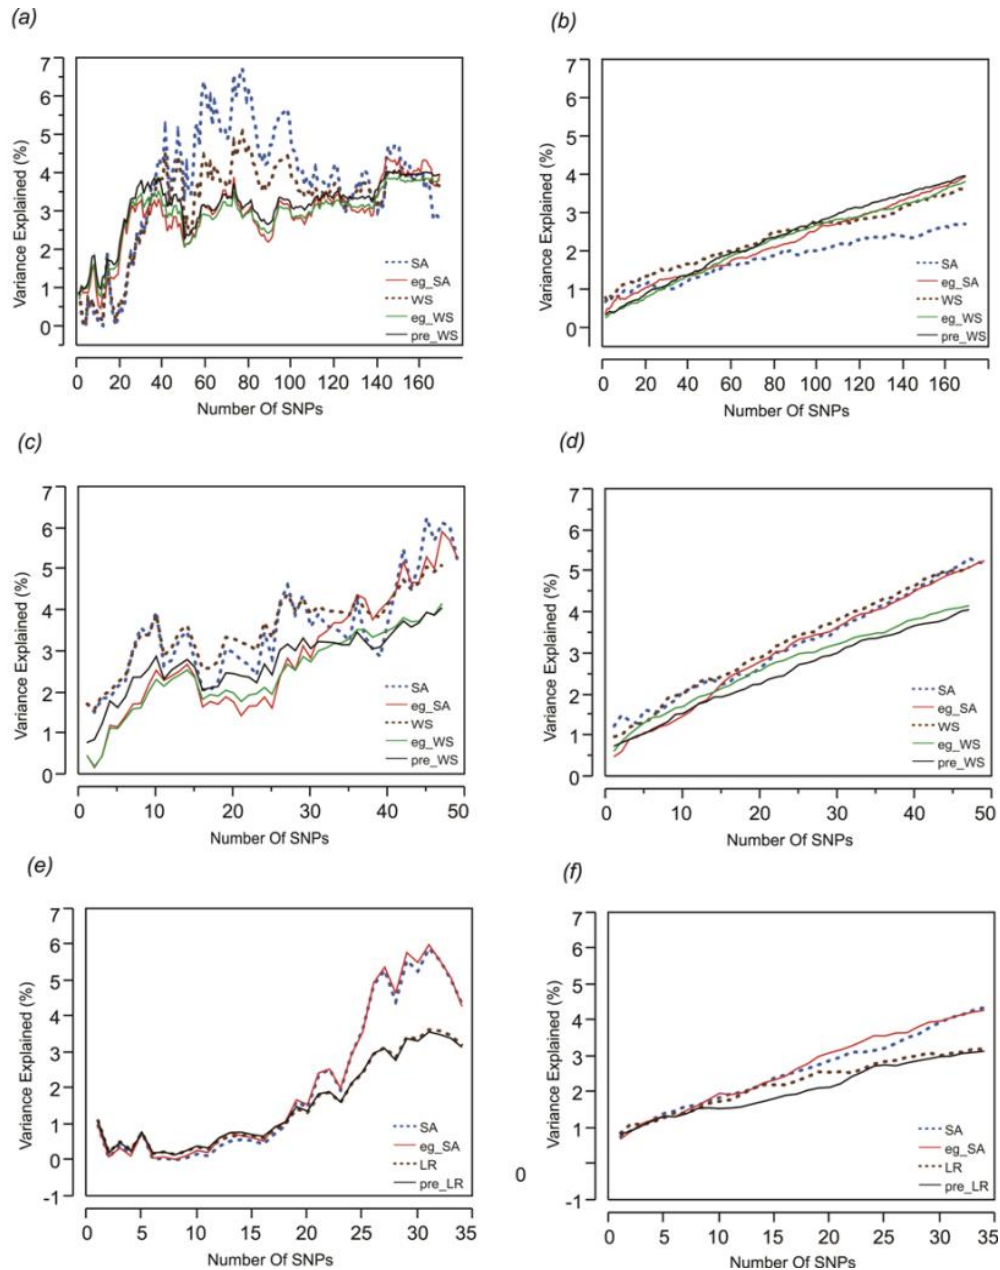 (a)
Variance Explained (%)
7
6
5
4
3
2
1
0
SA
eg_SA
WS
eg_WS
pre_WS
0 20 40 60 80 100 120 140 160
Number Of SNPs
(b)
Variance Explained (%)
7
6
5
4
3
2
1
0
SA
eg_SA
WS
eg_WS
pre_WS
0 20 40 60 80 100 120 140 160
Number Of SNPs
(c)
Variance Explained (%)
7
6
5
4
3
2
1
0
SA
eg_SA
WS
eg_WS
pre_WS
0 10 20 30 40 50
Number Of SNPs
(d)
Variance Explained (%)
7
6
5
4
3
2
1
0
SA
eg_SA
WS
eg_WS
pre_WS
0 10 20 30 40 50
Number Of SNPs
(e)
Variance Explained (%)
7
6
5
4
3
2
1
0
-1
SA
eg_SA
LR
pre_LR
0 5 10 15 20 25 30 35
Number Of SNPs
(f)
Variance Explained (%)
7
6
5
4
3
2
1
0
-1
SA
eg_SA
LR
pre_LR
0 5 10 15 20 25 30 35
Number Of SNPs